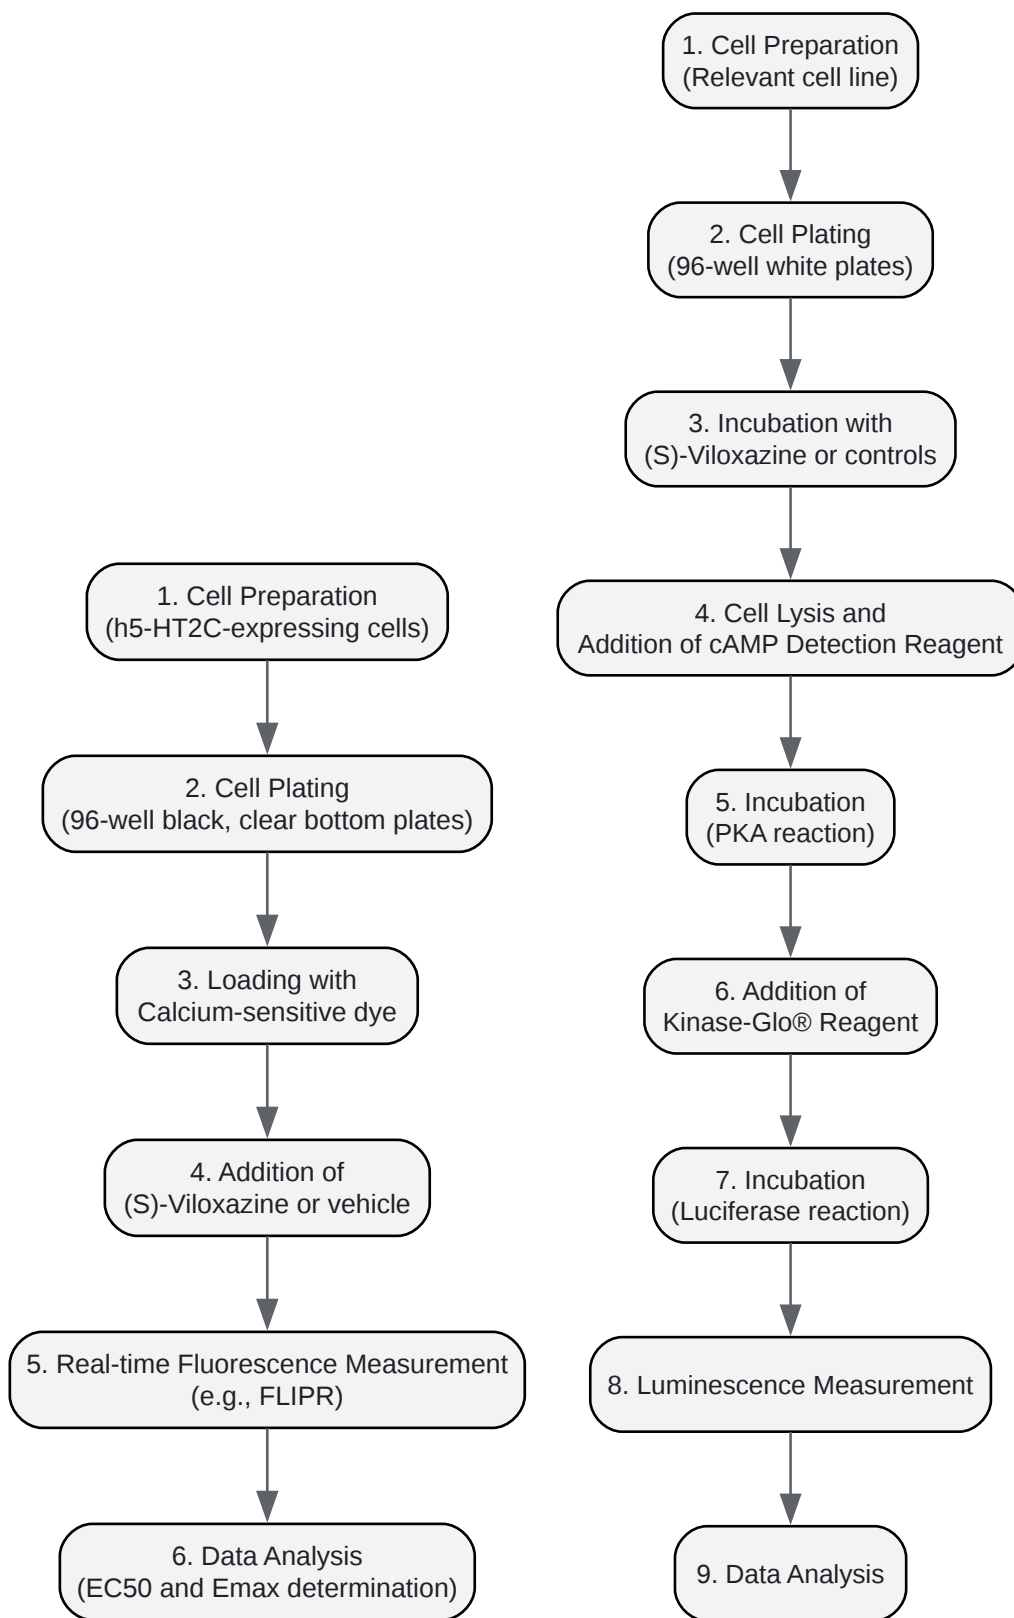 1. Cell Preparation
(h5-HT2C-expressing cells)
2. Cell Plating
(96-well black, clear bottom plates)
3. Loading with
Calcium-sensitive dye
4. Addition of
(S)-Viloxazine or vehicle
5. Real-time Fluorescence Measurement
(e.g., FLIPR)
6. Data Analysis
(EC50 and Emax determination)
1. Cell Preparation
(Relevant cell line)
2. Cell Plating
(96-well white plates)
3. Incubation with
(S)-Viloxazine or controls
4. Cell Lysis and
Addition of cAMP Detection Reagent
5. Incubation
(PKA reaction)
6. Addition of
Kinase-Glo® Reagent
7. Incubation
(Luciferase reaction)
8. Luminescence Measurement
9. Data Analysis